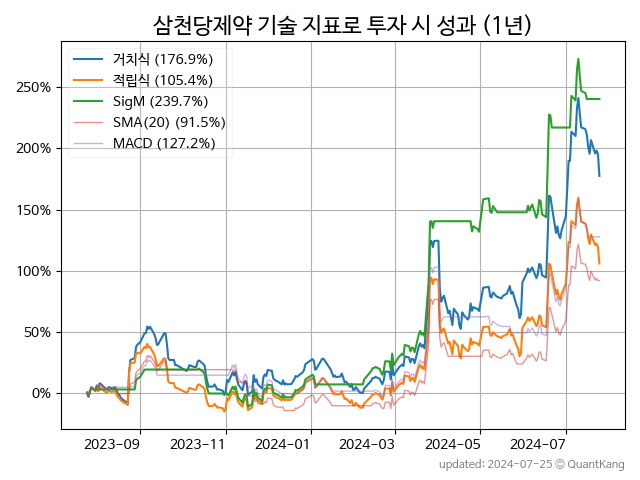 삼천당제약 기술 지표로 투자 시 성과 (1년)
거치식 (176.9%)
적립식 (105.4%)
SigM (239.7%)
SMA(20) (91.5%)
MACD (127.2%)
250%
200%
150%
100%
50%
0%
2023-09 2023-11 2024-01 2024-03 2024-05 2024-07
updated: 2024-07-25 © QuantKang